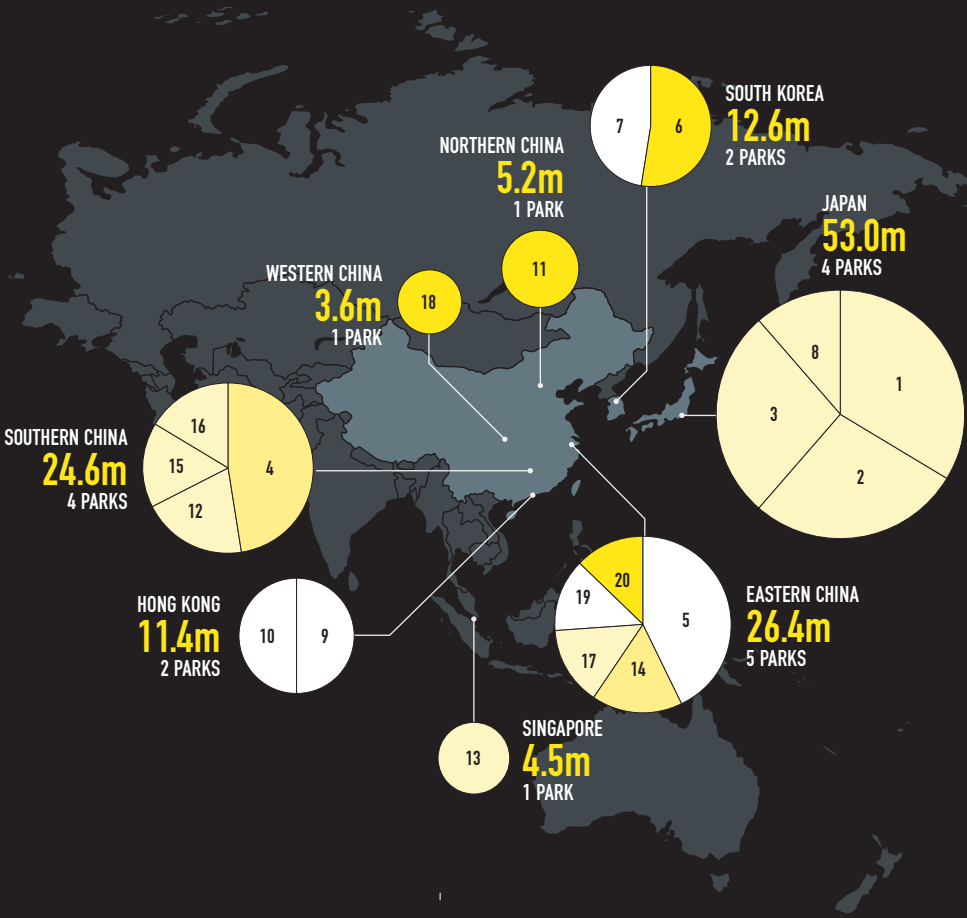 SOUTH KOREA
12.6m
2 PARKS
7
6
NORTHERN CHINA
5.2m
1 PARK
11
JAPAN
53.0m
4 PARKS
8
1
3
2
WESTERN CHINA
3.6m
1 PARK
18
SOUTHERN CHINA
24.6m
4 PARKS
16
15
4
12
HONG KONG
11.4m
2 PARKS
10
9
EASTERN CHINA
26.4m
5 PARKS
20
19
5
17
14
SINGAPORE
4.5m
1 PARK
13